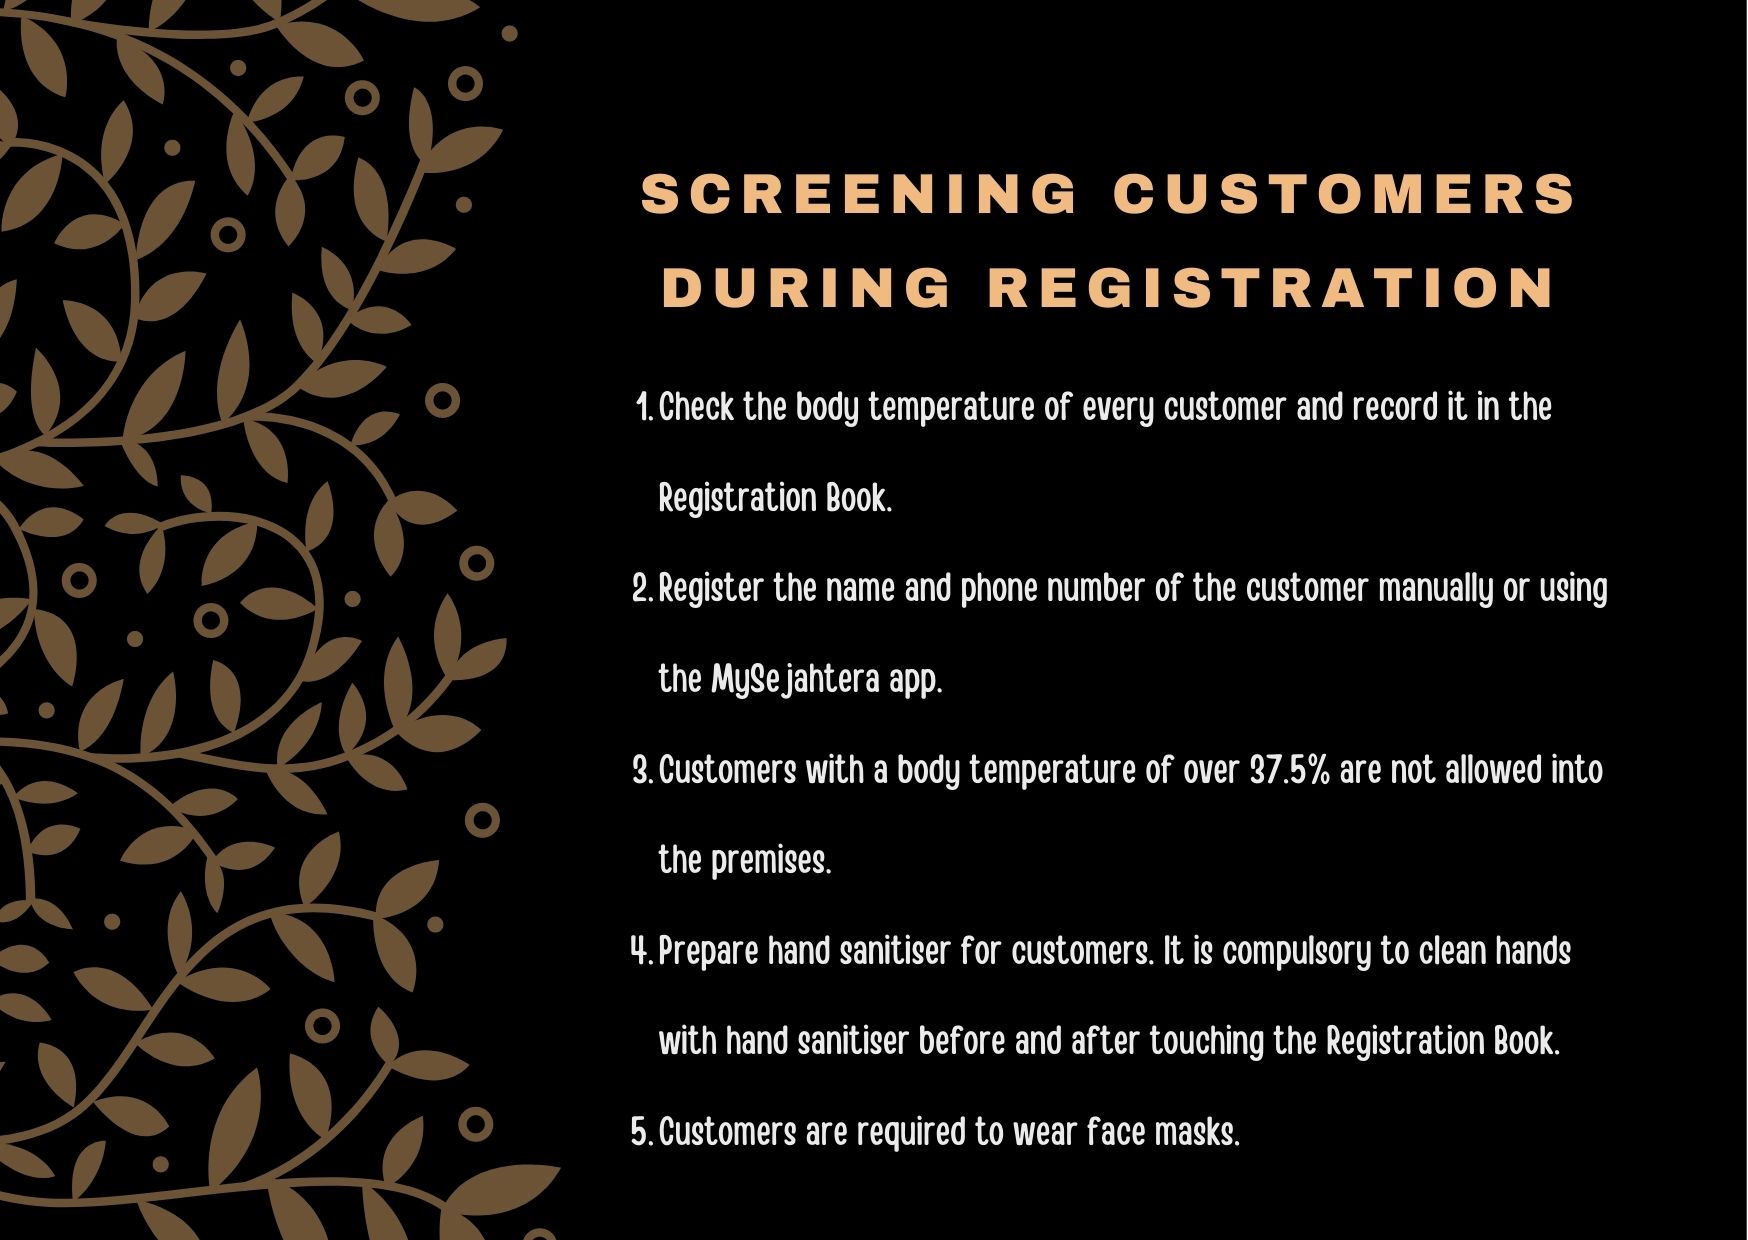 SCREENING CUSTOMERS
DURING REGISTRATION
1. Check the body temperature of every customer and record it in the
Registration Book.
2. Register the name and phone number of the customer manually or using
the MySejahtera app.
3. Customers with a body temperature of over 37.5% are not allowed into
the premises.
4. Prepare hand sanitiser for customers. It is compulsory to clean hands
with hand sanitiser before and after touching the Registration Book.
5. Customers are required to wear face masks.